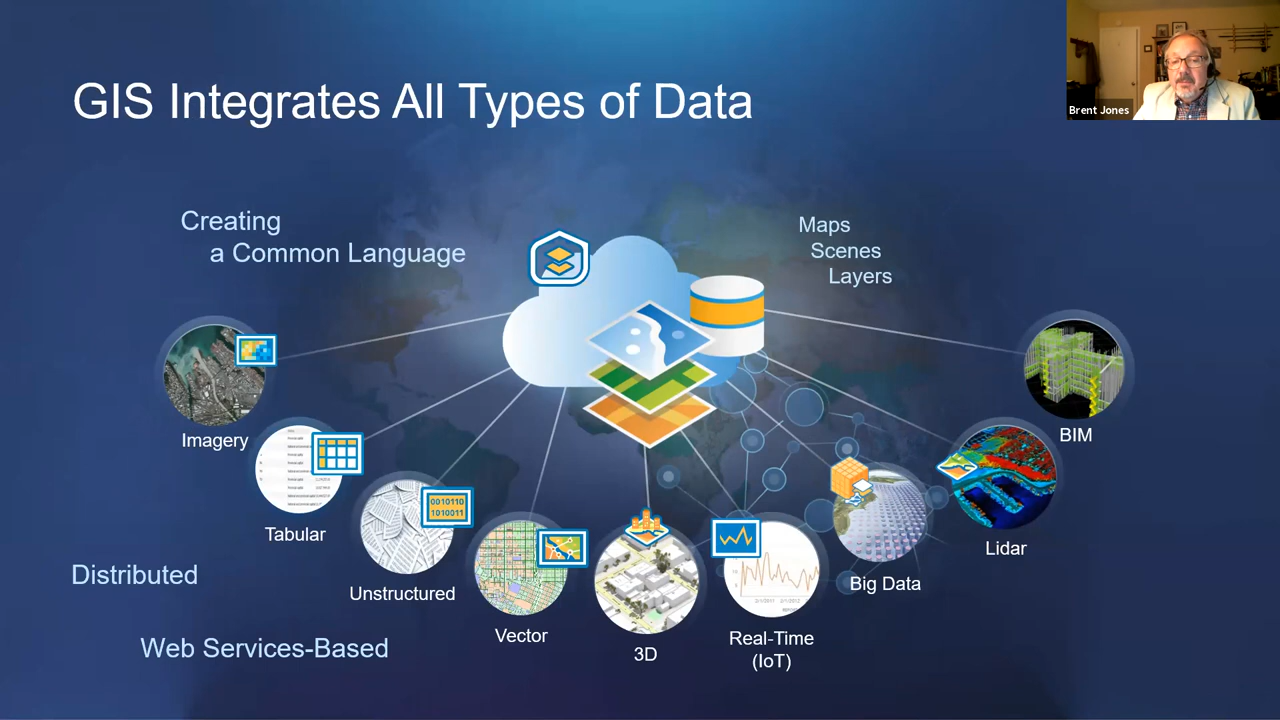 GIS Integrates All Types of Data
Brent Jones
Creating
a Common Language
Maps
Scenes
Layers
Imagery
Tabular
Unstructured
0010110
1010011
Vector
3D
Real-Time
(IoT)
Big Data
Lidar
BIM
Distributed
Web Services-Based